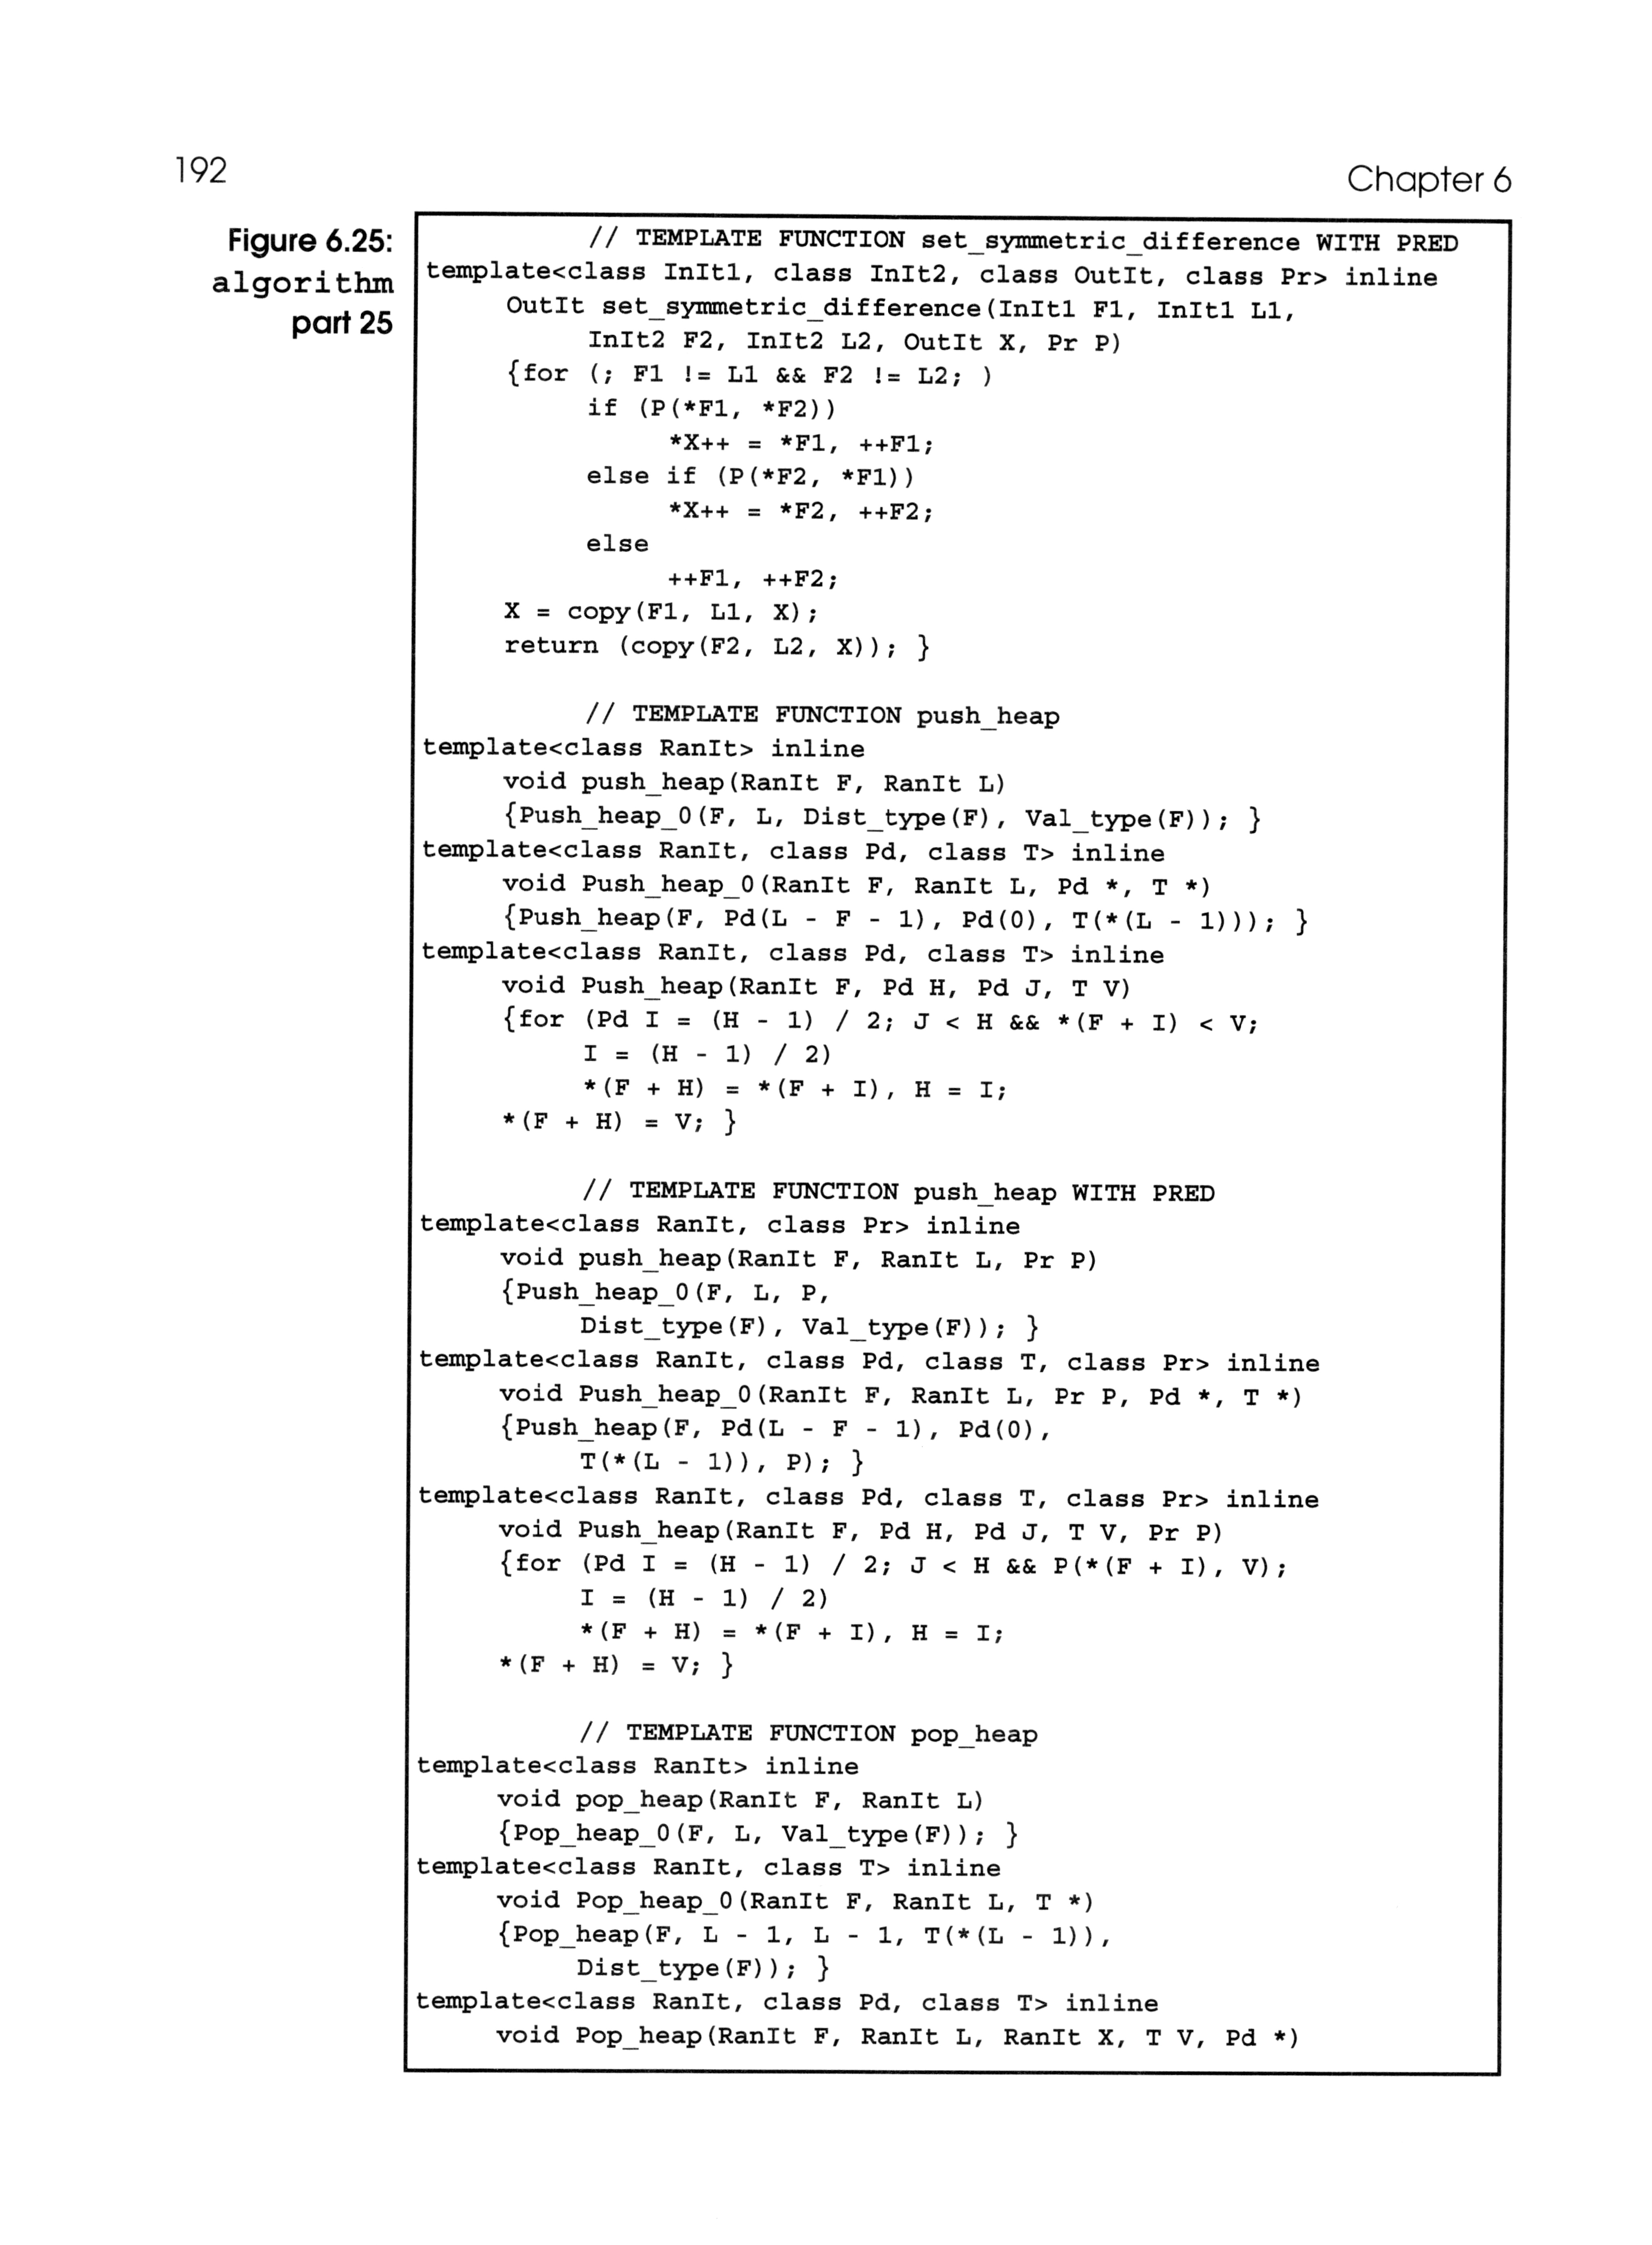 192
Chapter 6
Figure 6.25:
algorithm
part 25
// TEMPLATE FUNCTION set_symmetric_difference WITH PRED
template<class InIt1, class InIt2, class OutIt, class Pr> inline
OutIt set_symmetric_difference(InIt1 F1, InIt1 L1,
InIt2 F2, InIt2 L2, OutIt X, Pr P)
{for (; F1 != L1 && F2 != L2; )
if (P(*F1, *F2))
*X++ = *F1, ++F1;
else if (P(*F2, *F1))
*X++ = *F2, ++F2;
else
++F1, ++F2;
X = copy(F1, L1, X);
return (copy(F2, L2, X)); }
// TEMPLATE FUNCTION push_heap
template<class RanIt> inline
void push_heap(RanIt F, RanIt L)
{Push_heap_0(F, L, Dist_type(F), Val_type(F)); }
template<class RanIt, class Pd, class T> inline
void Push_heap_0(RanIt F, RanIt L, Pd *, T *)
{Push_heap(F, Pd(L - F - 1), Pd(0), T(*(L - 1))); }
template<class RanIt, class Pd, class T> inline
void Push_heap(RanIt F, Pd H, Pd J, T V)
{for (Pd I = (H - 1) / 2; J < H && *(F + I) < V;
I = (H - 1) / 2)
*(F + H) = *(F + I), H = I;
*(F + H) = V; }
// TEMPLATE FUNCTION push_heap WITH PRED
template<class RanIt, class Pr> inline
void push_heap(RanIt F, RanIt L, Pr P)
{Push_heap_0(F, L, P,
Dist_type(F), Val_type(F)); }
template<class RanIt, class Pd, class T, class Pr> inline
void Push_heap_0(RanIt F, RanIt L, Pr P, Pd *, T *)
{Push_heap(F, Pd(L - F - 1), Pd(0),
T(*(L - 1)), P); }
template<class RanIt, class Pd, class T, class Pr> inline
void Push_heap(RanIt F, Pd H, Pd J, T V, Pr P)
{for (Pd I = (H - 1) / 2; J < H && P(*(F + I), V);
I = (H - 1) / 2)
*(F + H) = *(F + I), H = I;
*(F + H) = V; }
// TEMPLATE FUNCTION pop_heap
template<class RanIt> inline
void pop_heap(RanIt F, RanIt L)
{Pop_heap_0(F, L, Val_type(F)); }
template<class RanIt, class T> inline
void Pop_heap_0(RanIt F, RanIt L, T *)
{Pop_heap(F, L - 1, L - 1, T(*(L - 1)),
Dist_type(F)); }
template<class RanIt, class Pd, class T> inline
void Pop_heap(RanIt F, RanIt L, RanIt X, T V, Pd *)